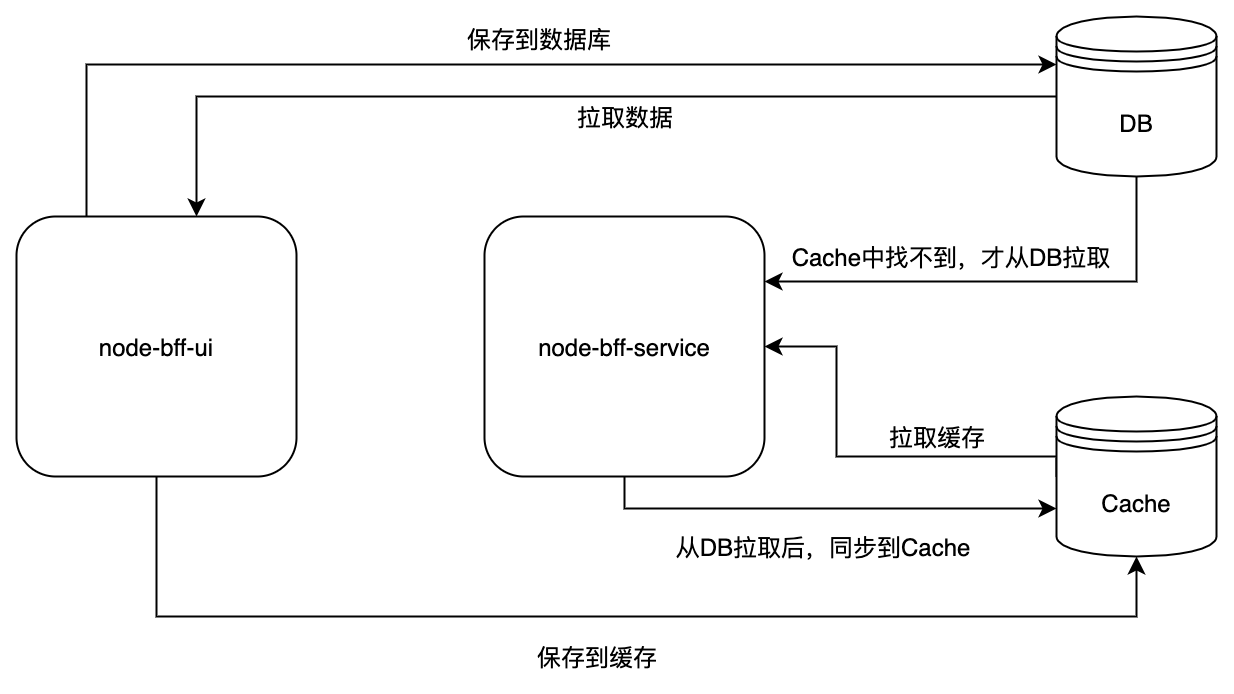 保存到数据库
拉取数据
DB
Cache中找不到，才从DB拉取
node-bff-ui
node-bff-service
拉取缓存
Cache
从DB拉取后，同步到Cache
保存到缓存